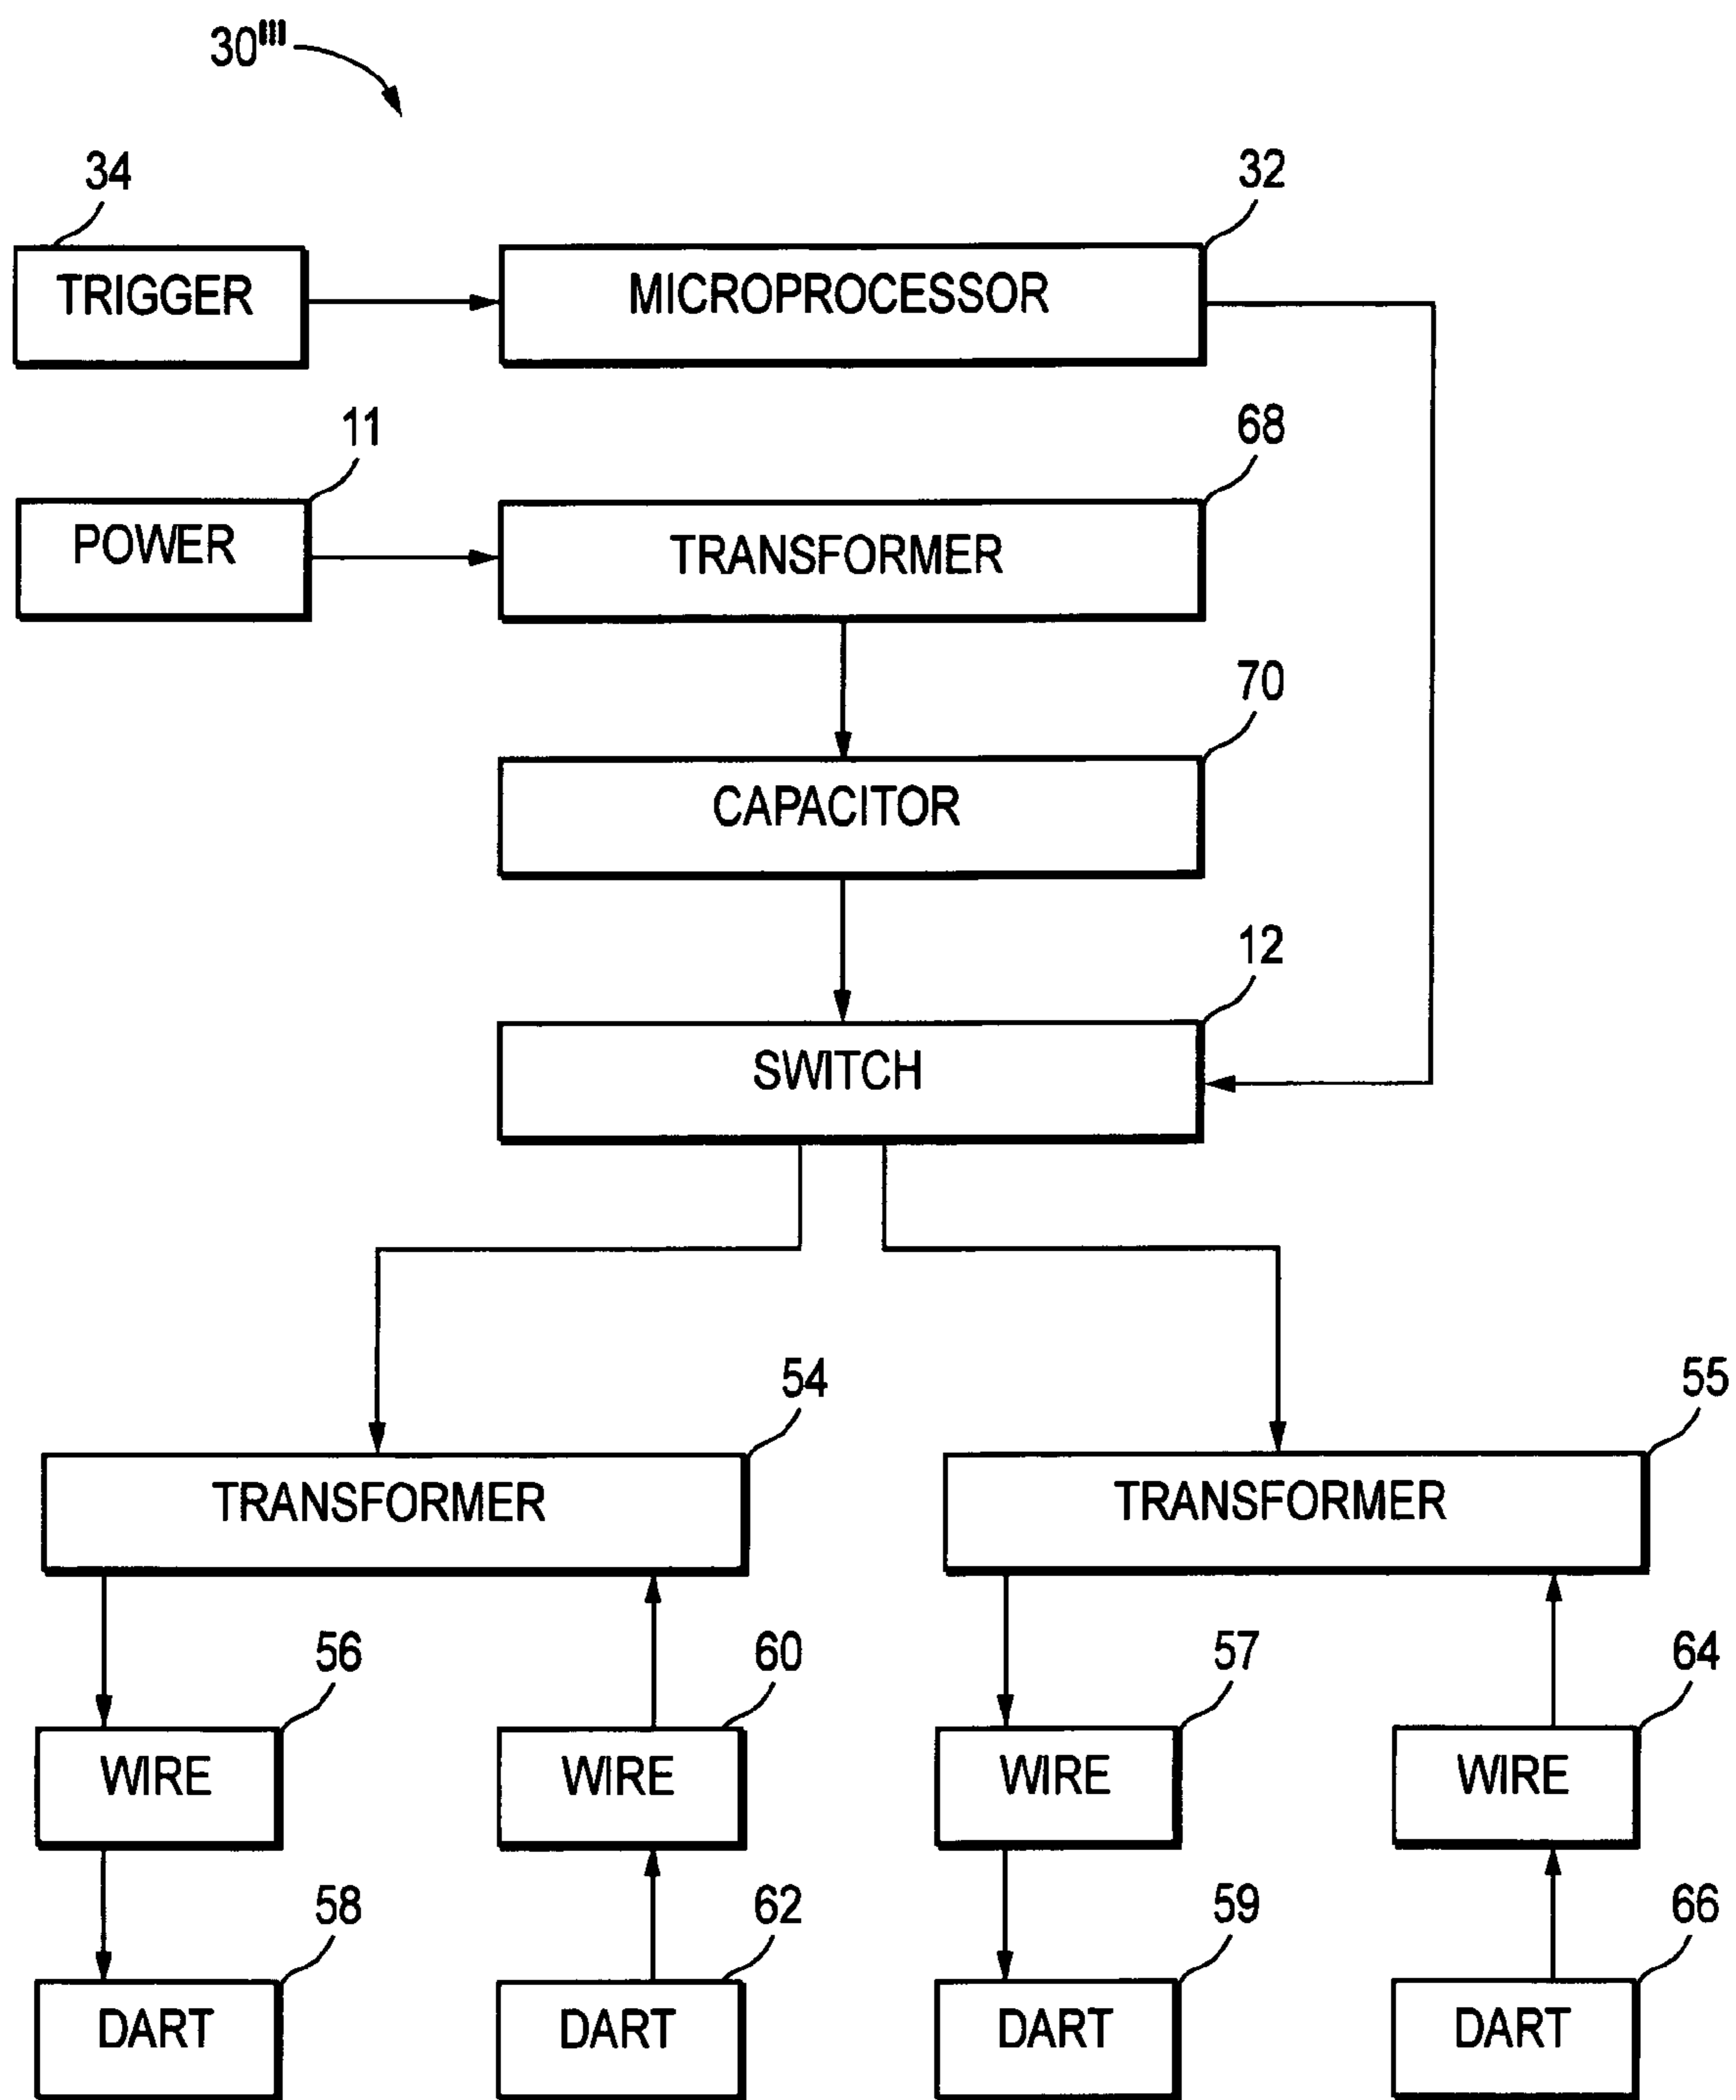 30''''
34
32
TRIGGER
MICROPROCESSOR
11
68
POWER
TRANSFORMER
70
CAPACITOR
12
SWITCH
54
55
TRANSFORMER
TRANSFORMER
56
60
57
64
WIRE
WIRE
WIRE
WIRE
58
62
59
66
DART
DART
DART
DART